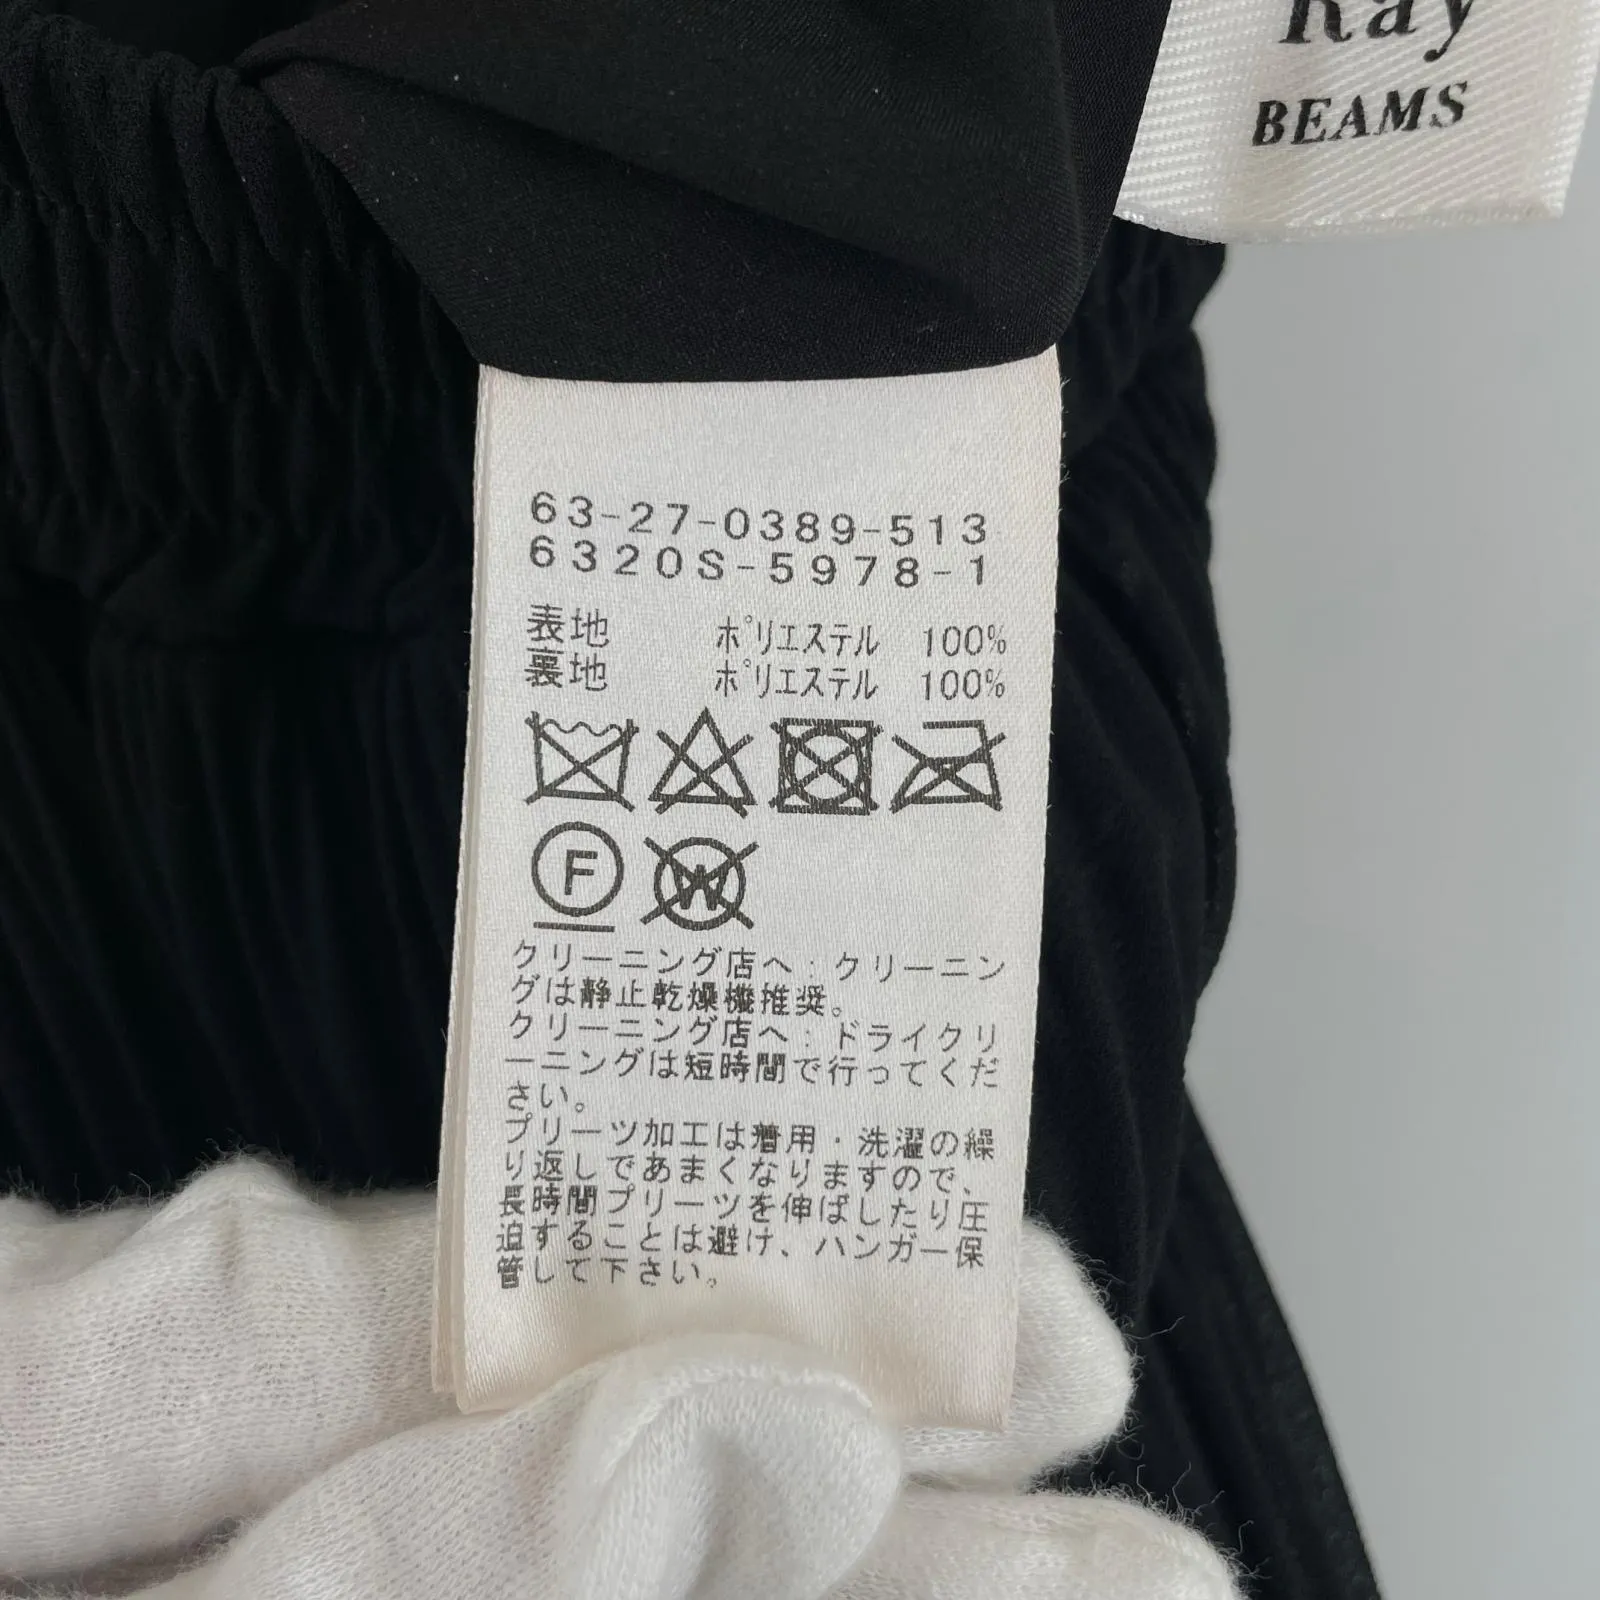 Ray
BEAMS
63-27-0389-513
6320S-5978-1
表地 ポリエステル 100%
裏地 ポリエステル 100%
F W
クリーニング店へ：クリーニン
グは静止乾燥機推奨。
クリーニング店へ：ドライクリ
ーニングは短時間で行ってくだ
さい。
プリーツ加工は着用・洗濯の繰
り返しであまくなりますので、
長時間プリーツを伸ばしたり圧
迫することは避け、ハンガー保
管して下さい。